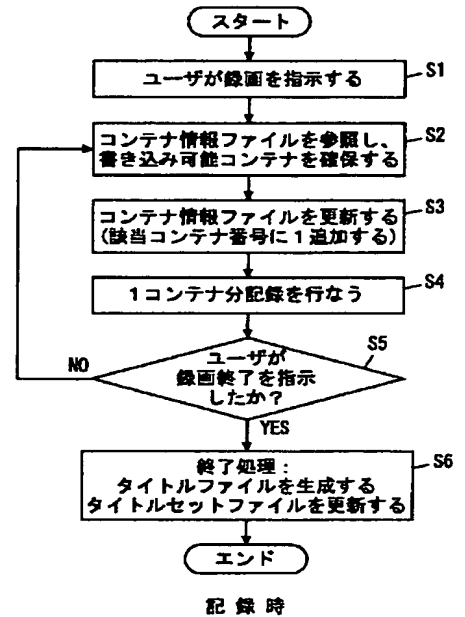 スタート
ユーザが録画を指示する
S1
コンテナ情報ファイルを参照し、
書き込み可能コンテナを確保する
S2
コンテナ情報ファイルを更新する
(該当コンテナ番号に1追加する)
S3
1コンテナ分記録を行なう
S4
ユーザが
録画終了を指示
したか?
S5
NO
YES
終了処理:
タイトルファイルを生成する
タイトルセットファイルを更新する
S6
エンド
記録時